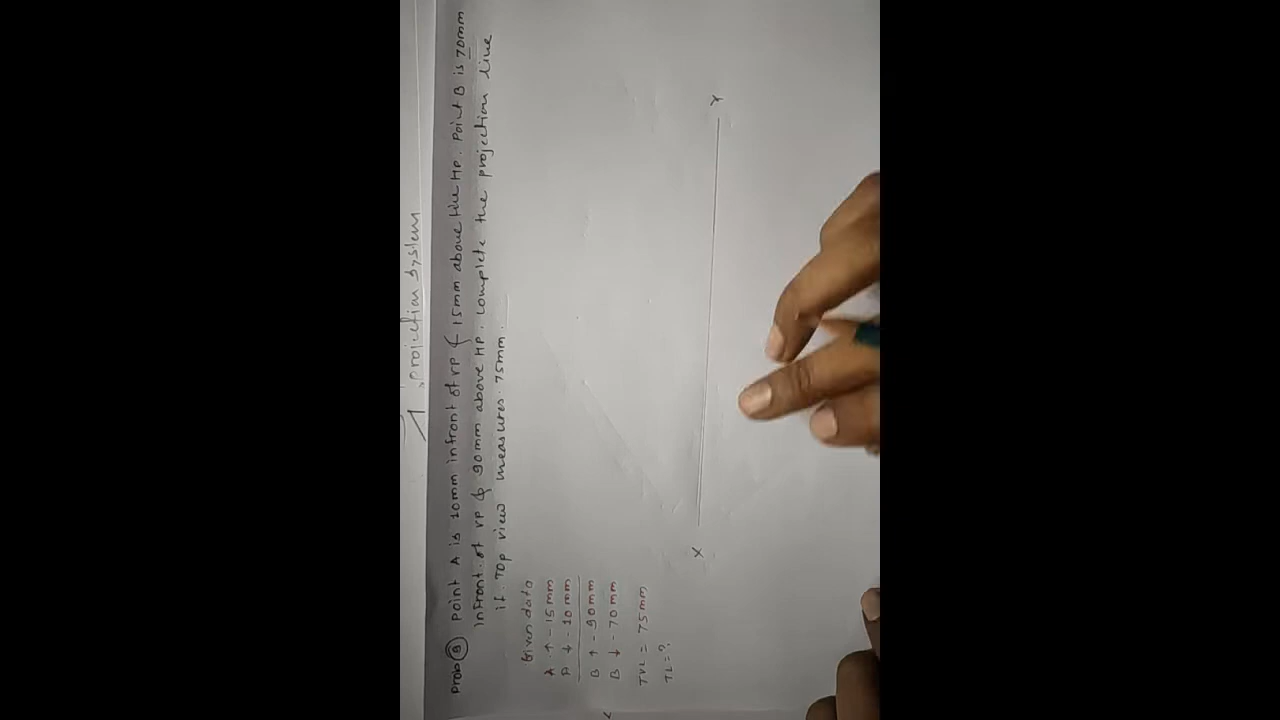 projection system
Prob 9 Point A is 10mm infront of VP & 15mm above the HP. Point B is 70mm
infront of VP & 90mm above HP. complete the projection line
if Top view measures 75mm.
Given data
A ↑ - 15mm
A ↓ - 10mm
B ↑ - 90mm
B ↓ - 70mm
TVL = 75mm
TL = ?
X
Y